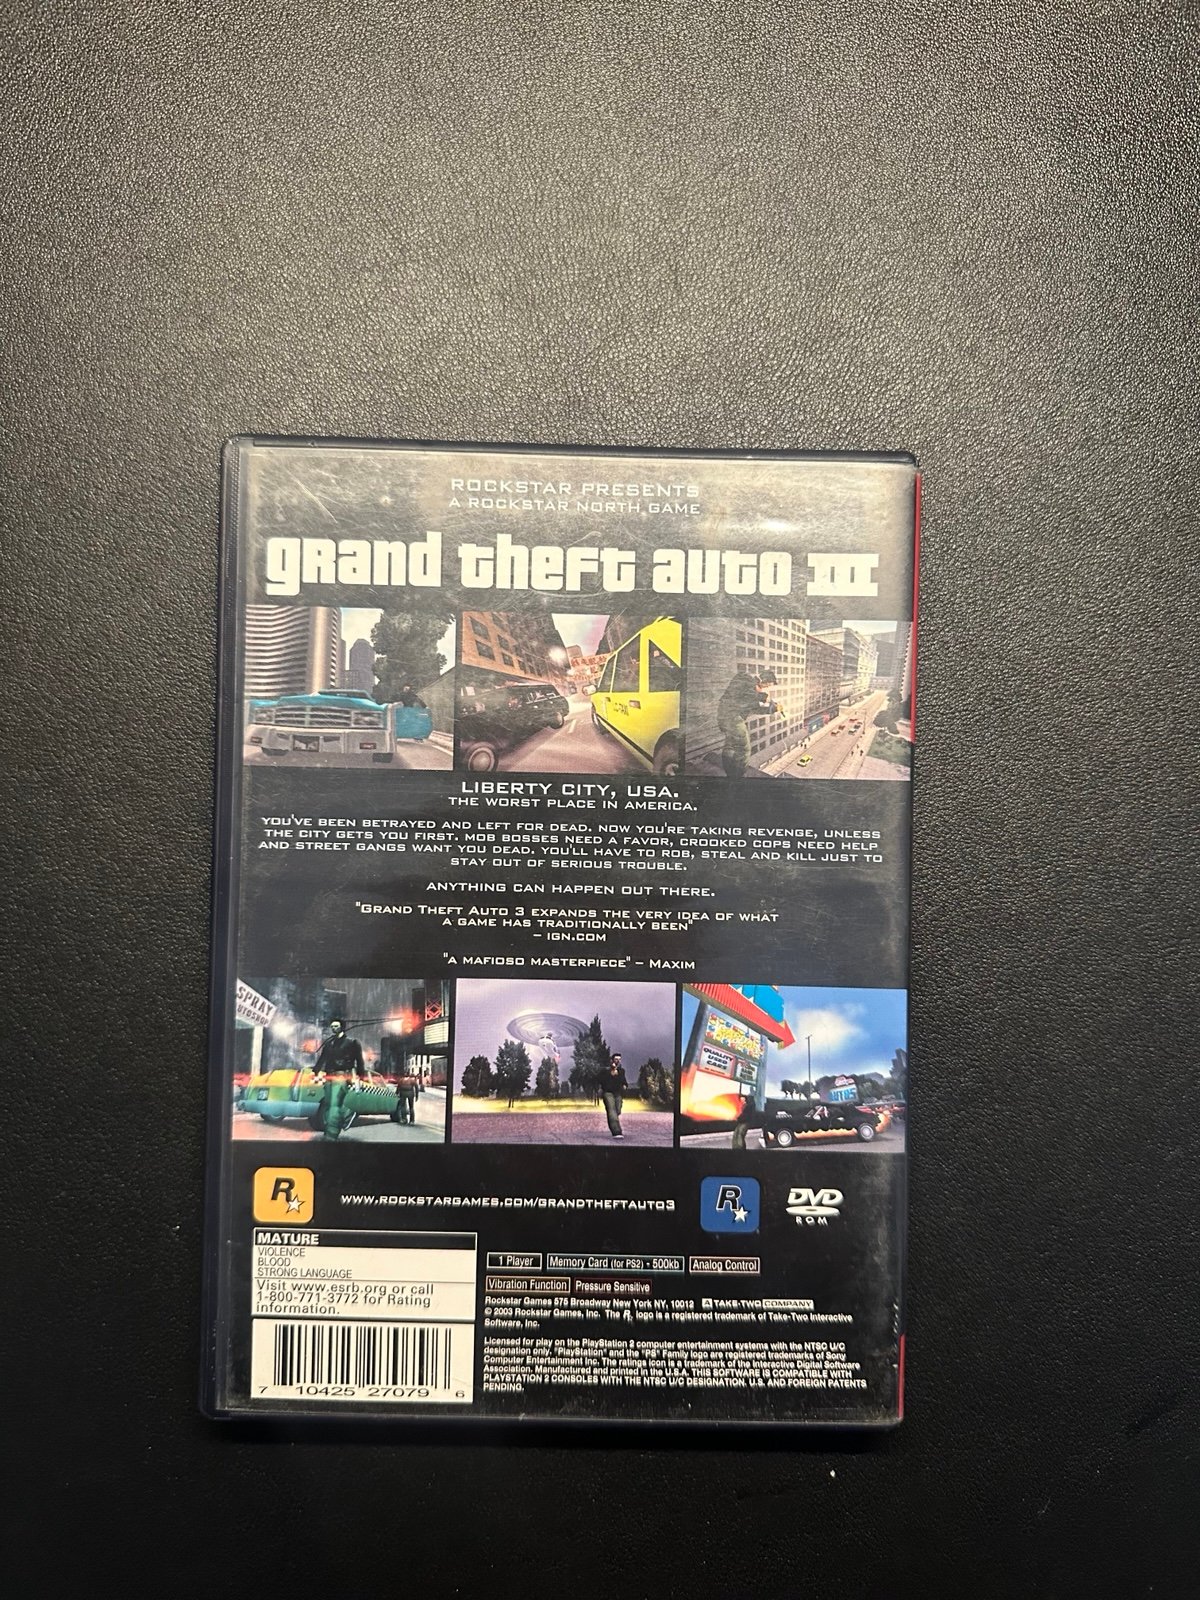 ROCKSTAR PRESENTS
A ROCKSTAR NORTH GAME
grand theft auto III
LC-TAXI
LIBERTY CITY, USA.
THE WORST PLACE IN AMERICA.
YOU'VE BEEN BETRAYED AND LEFT FOR DEAD. NOW YOU'RE TAKING REVENGE, UNLESS
THE CITY GETS YOU FIRST. MOB BOSSES NEED A FAVOR, CROOKED COPS NEED HELP
AND STREET GANGS WANT YOU DEAD. YOU'LL HAVE TO ROB, STEAL AND KILL JUST TO
STAY OUT OF SERIOUS TROUBLE.
ANYTHING CAN HAPPEN OUT THERE.
"GRAND THEFT AUTO 3 EXPANDS THE VERY IDEA OF WHAT
A GAME HAS TRADITIONALLY BEEN"
– IGN.COM
"A MAFIOSO MASTERPIECE" – MAXIM
SPRAY
QUALITY
USED
CARS
AUTOS
R
WWW.ROCKSTARGAMES.COM/GRANDTHEFTAUTO3
R
DVD
ROM
MATURE
VIOLENCE
BLOOD
STRONG LANGUAGE
Visit www.esrb.org or call
1-800-771-3772 for Rating
information.
7 10425 27079 6
1 Player Memory Card (for PS2) - 500kb Analog Control
Vibration Function Pressure Sensitive
Rockstar Games 575 Broadway New York NY, 10012 A TAKE-TWO COMPANY
© 2003 Rockstar Games, Inc. The R logo is a registered trademark of Take-Two Interactive
Software, Inc.
Licensed for play on the PlayStation 2 computer entertainment systems with the NTSC U/C
designation only. "PlayStation" and the "PS" Family logo are registered trademarks of Sony
Computer Entertainment Inc. The ratings icon is a trademark of the Interactive Digital Software
Association. Manufactured and printed in the U.S.A. THIS SOFTWARE IS COMPATIBLE WITH
PLAYSTATION 2 CONSOLES WITH THE NTSC U/C DESIGNATION. U.S. AND FOREIGN PATENTS
PENDING.